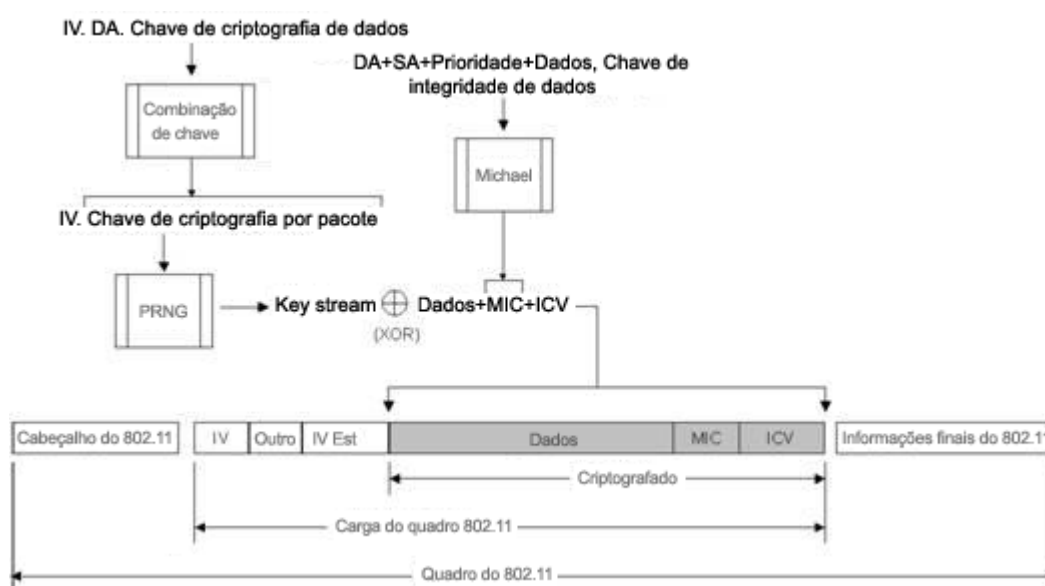 IV. DA. Chave de criptografia de dados
DA+SA+Prioridade+Dados, Chave de
integridade de dados
Combinação
de chave
Michael
IV. Chave de criptografia por pacote
PRNG
Key stream ⊕ Dados+MIC+ICV
(XOR)
Cabeçalho do 802.11 IV Outro IV Est Dados MIC ICV Informações finais do 802.11
Criptografado
Carga do quadro 802.11
Quadro do 802.11